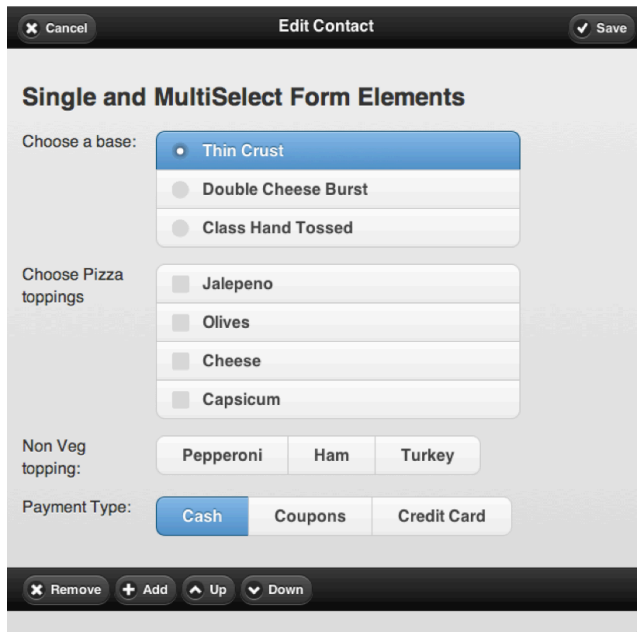 Cancel
Edit Contact
Save
Single and MultiSelect Form Elements
Choose a base:
Thin Crust
Double Cheese Burst
Class Hand Tossed
Choose Pizza
toppings
Jalepeno
Olives
Cheese
Capsicum
Non Veg
topping:
Pepperoni Ham Turkey
Payment Type:
Cash Coupons Credit Card
Remove Add Up Down